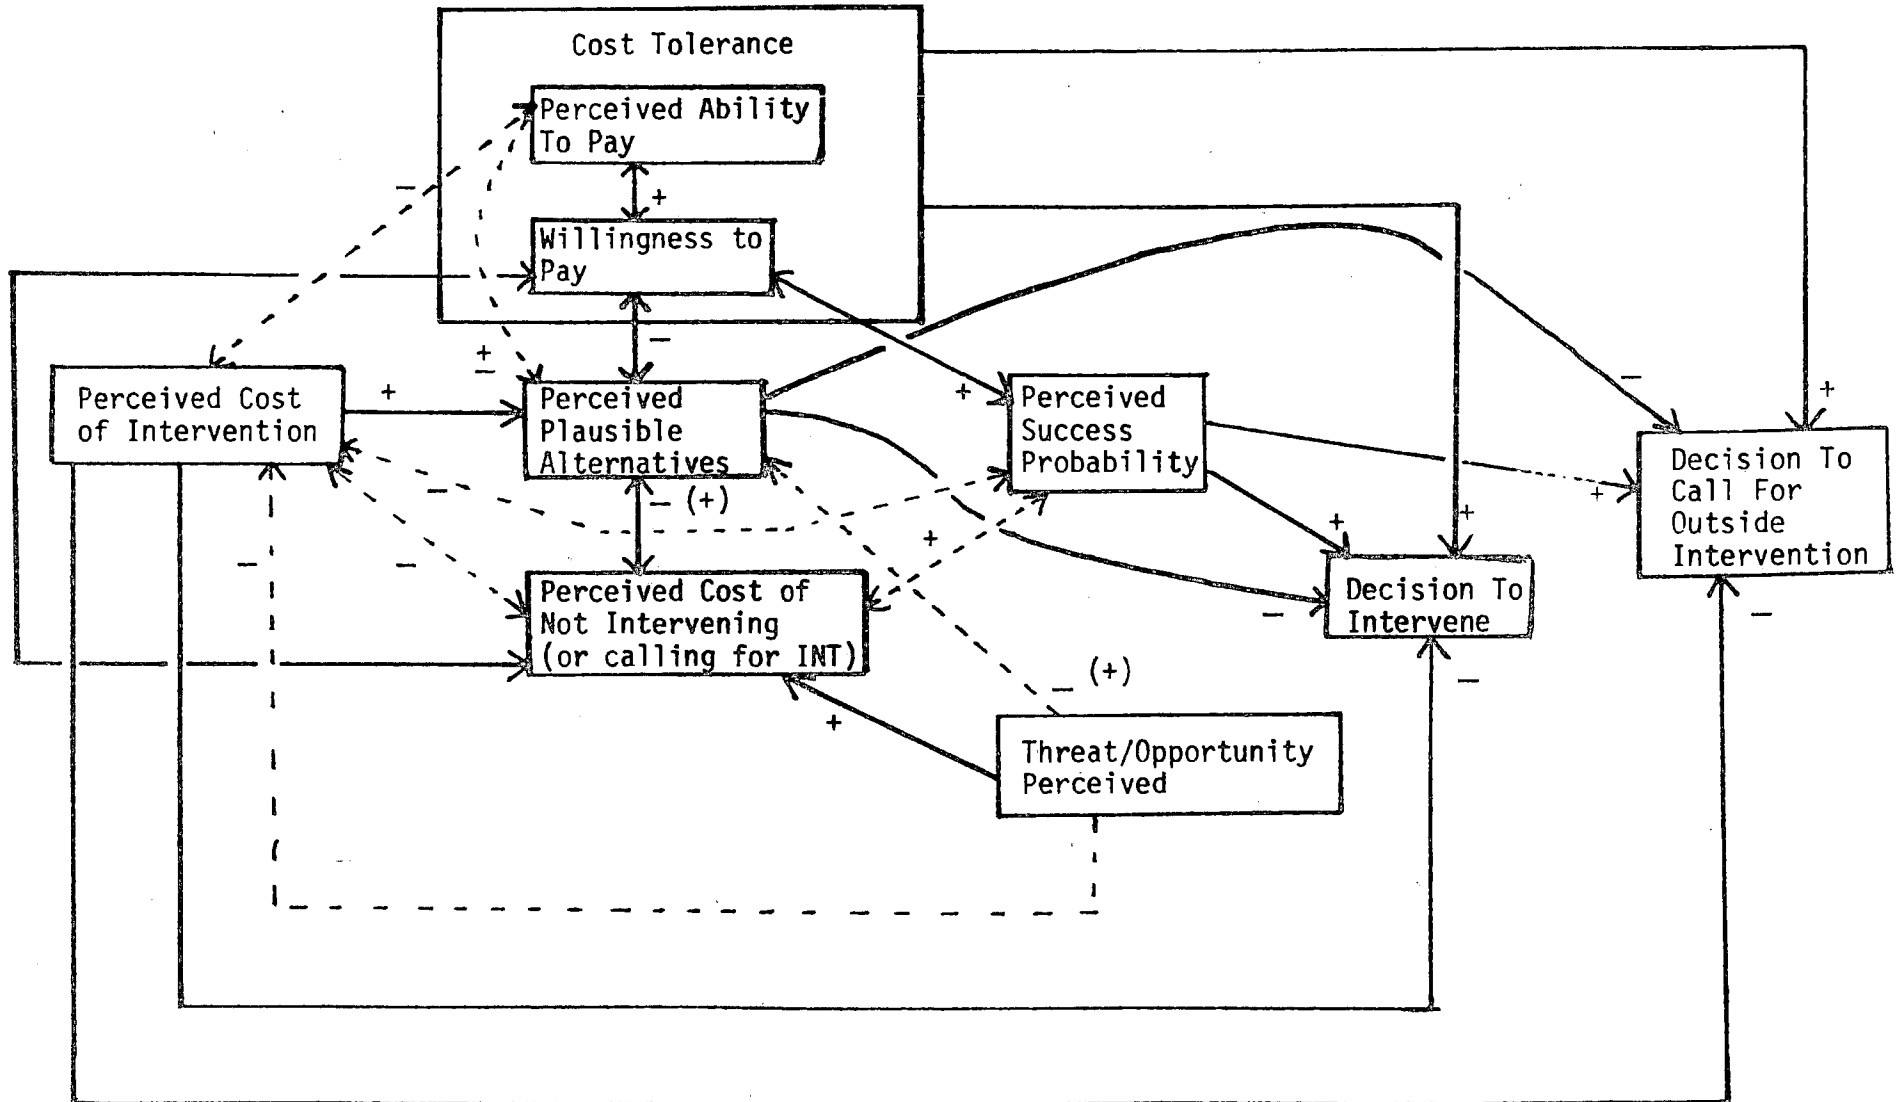 Cost Tolerance
Perceived Ability
To Pay
−
+
Willingness to
Pay
−
+
−
Perceived Cost
of Intervention
+
Perceived
Plausible
Alternatives
+
Perceived
Success
Probability
−
+
Decision To
Call For
Outside
Intervention
− (+)
−
+
+
+
+
−
−
Perceived Cost of
Not Intervening
(or calling for INT)
Decision To
Intervene
−
−
− (+)
−
+
Threat/Opportunity
Perceived